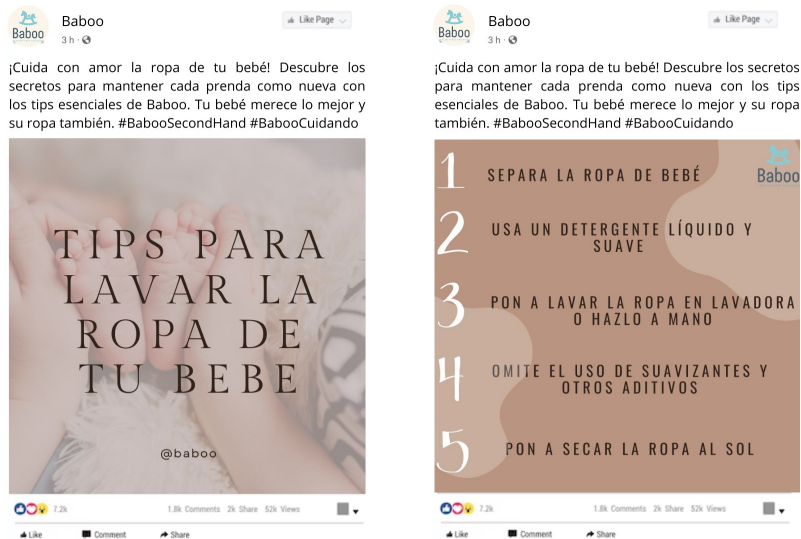 Baboo
Baboo
3 h ·
Like Page
¡Cuida con amor la ropa de tu bebé! Descubre los
secretos para mantener cada prenda como nueva con
los tips esenciales de Baboo. Tu bebé merece lo mejor y
su ropa también. #BabooSecondHand #BabooCuidando
TIPS PARA
LAVAR LA
ROPA DE
TU BEBE
@baboo
7.2k
1.8k Comments 2k Share 52k Views
Like Comment Share
Baboo
Baboo
3 h ·
Like Page
¡Cuida con amor la ropa de tu bebé! Descubre los secretos
para mantener cada prenda como nueva con los tips
esenciales de Baboo. Tu bebé merece lo mejor y su ropa
también. #BabooSecondHand #BabooCuidando
Baboo
1 SEPARA LA ROPA DE BEBÉ
2 USA UN DETERGENTE LÍQUIDO Y
SUAVE
3 PON A LAVAR LA ROPA EN LAVADORA
O HAZLO A MANO
4 OMITE EL USO DE SUAVIZANTES Y
OTROS ADITIVOS
5 PON A SECAR LA ROPA AL SOL
7.2k
1.8k Comments 2k Share 52k Views
Like Comment Share